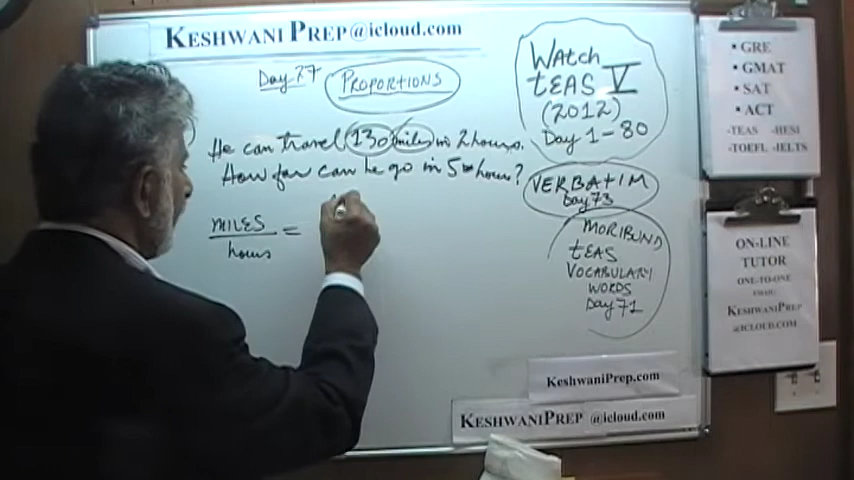 KESHWANI PREP@icloud.com
Day 27
PROPORTIONS
He can travel 130 miles in 2 hours.
How far can he go in 5 hours?
MILES
hours
=
Watch
TEAS V
(2012)
Day 1-80
VERBATIM
Day 73
MORIBUND
TEAS
VOCABULARY
WORDS
Day 71
KESHWANIPREP.COM
KESHWANIPREP @icloud.com
• GRE
• GMAT
• SAT
• ACT
-TEAS -HESI
-TOEFL -IELTS
ON-LINE
TUTOR
ONE-TO-ONE
EMAIL:
KESHWANIPREP
@ICLOUD.COM